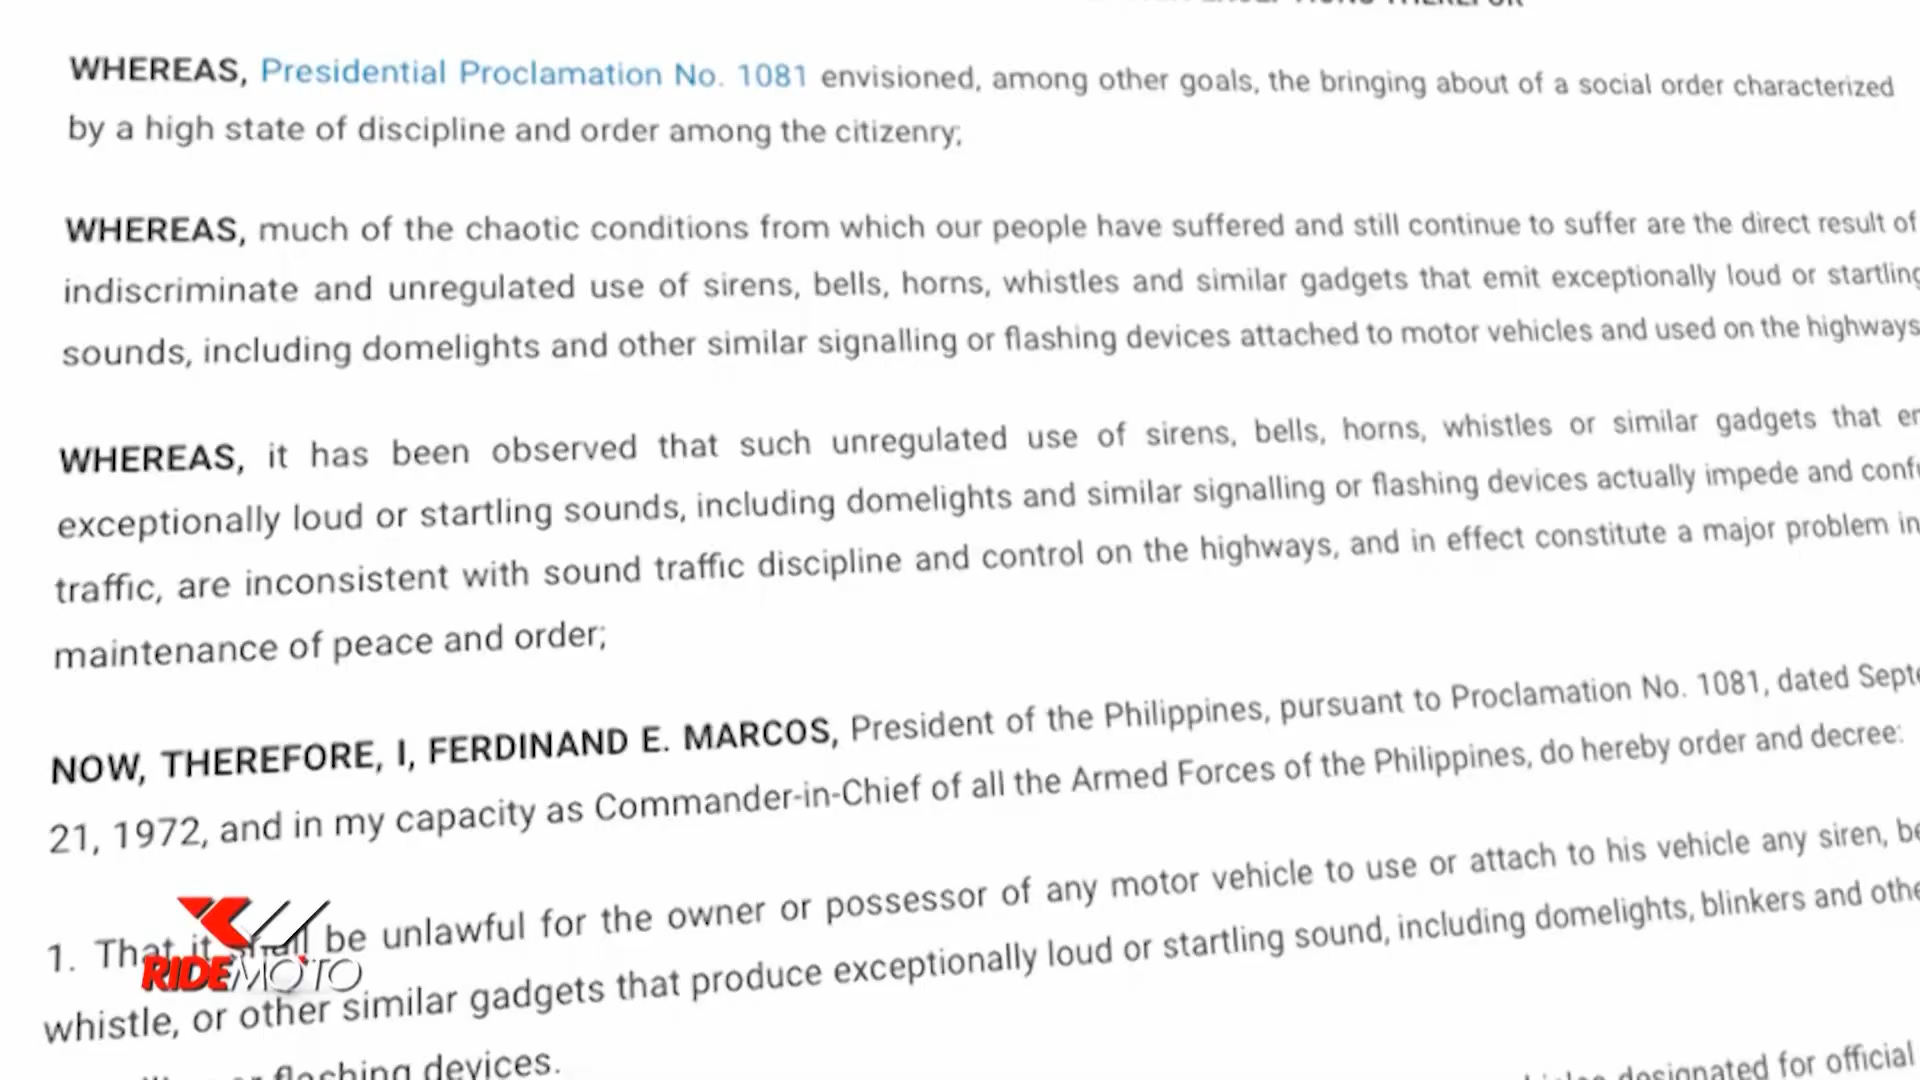 WHEREAS, Presidential Proclamation No. 1081 envisioned, among other goals, the bringing about of a social order characterized
by a high state of discipline and order among the citizenry;
WHEREAS, much of the chaotic conditions from which our people have suffered and still continue to suffer are the direct result of
indiscriminate and unregulated use of sirens, bells, horns, whistles and similar gadgets that emit exceptionally loud or startling
sounds, including domelights and other similar signalling or flashing devices attached to motor vehicles and used on the highways
WHEREAS, it has been observed that such unregulated use of sirens, bells, horns, whistles or similar gadgets that
exceptionally loud or startling sounds, including domelights and similar signalling or flashing devices actually impede and
traffic, are inconsistent with sound traffic discipline and control on the highways, and in effect constitute a major problem in
maintenance of peace and order;
NOW, THEREFORE, I, FERDINAND E. MARCOS, President of the Philippines, pursuant to Proclamation No. 1081, dated
21, 1972, and in my capacity as Commander-in-Chief of all the Armed Forces of the Philippines, do hereby order and decree:
1. That it shall be unlawful for the owner or possessor of any motor vehicle to use or attach to his vehicle any siren,
RIDEMOTO
whistle, or other similar gadgets that produce exceptionally loud or startling sound, including domelights, blinkers and
flashing devices.
designated for official